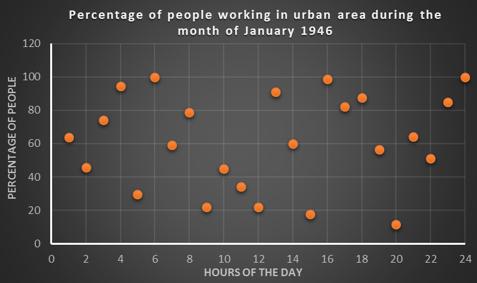 Percentage of people working in urban area during the
month of January 1946
120
100
80
60
40
20
0
PERCENTAGE OF PEOPLE
0 2 4 6 8 10 12 14 16 18 20 22 24
HOURS OF THE DAY